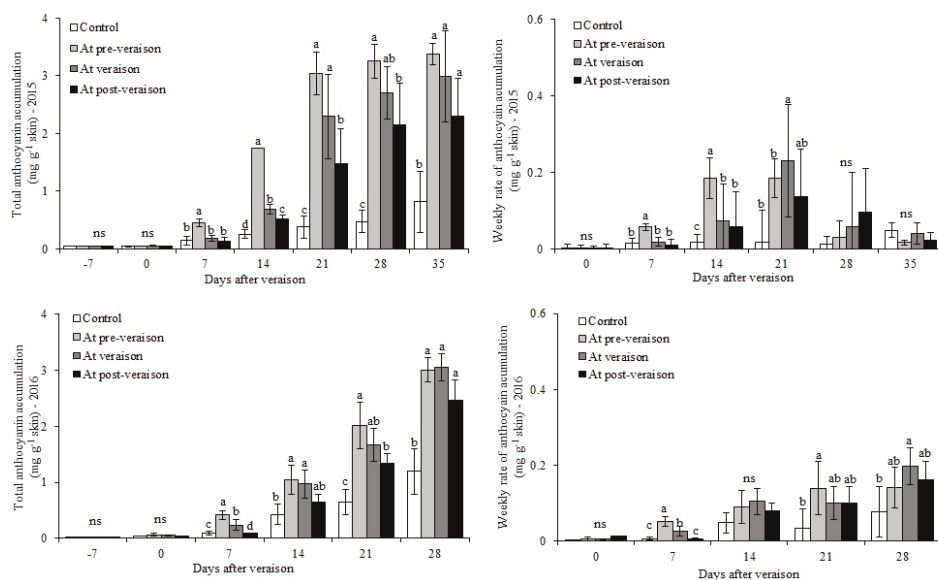 Total anthocyanin accumulation
(mg g-1 skin) - 2015
4
3
2
1
0
Control
At pre-veraison
At veraison
At post-veraison
ns
ns
b
a
b
b
d
a
b
c
c
a
a
b
c
a
ab
b
b
a
a
a
-7
0
7
14
21
28
35
Days after veraison
Weekly rate of anthocyain acumulation
(mg g-1 skin) - 2015
0.6
0.4
0.2
0
Control
At pre-veraison
At veraison
At post-veraison
ns
b
a
b
b
c
a
b
b
b
b
a
ab
ns
ns
0
7
14
21
28
35
Days after veraison
Total anthocyanin accumulation
(mg g-1 skin) - 2016
4
3
2
1
0
Control
At pre-veraison
At veraison
At post-veraison
ns
ns
c
a
b
d
b
a
a
ab
c
a
ab
b
b
a
a
a
-7
0
7
14
21
28
Days after veraison
Weekly rate of anthocyain accumulation
(mg g-1 skin) - 2016
0.6
0.4
0.2
0
Control
At pre-veraison
At veraison
At post-veraison
ns
c
a
b
c
ns
b
a
ab
ab
b
ab
a
ab
0
7
14
21
28
Days after veraison